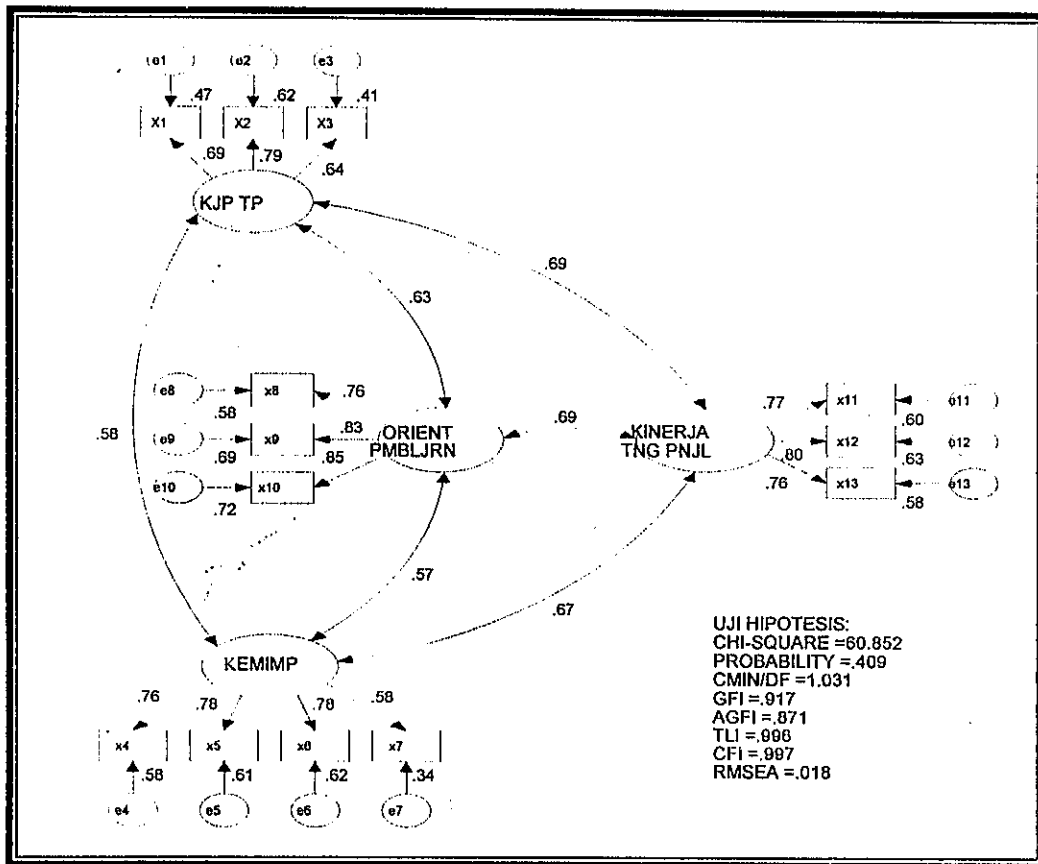 e1 e2 e3
.47 .62 .41
X1 X2 X3
.69 .79 .64
KJP TP
.69
.63
e8 x8 .76
.58
e9 x9 .83
.69 .85
e10 x10
.72
ORIENT
PMBLJRN
.69
KINERJA
TNG PNJL
.77 x11 e11
.60
.80 x12 e12
.63
.76 x13 e13
.58
.58
.57
.67
KEMIMP
.76 .78 .78 .58
x4 x5 x6 x7
.58 .61 .62 .34
e4 e5 e6 e7
UJI HIPOTESIS:
CHI-SQUARE =60.852
PROBABILITY =.409
CMIN/DF =1.031
GFI =.917
AGFI =.871
TLI =.996
CFI =.997
RMSEA =.018